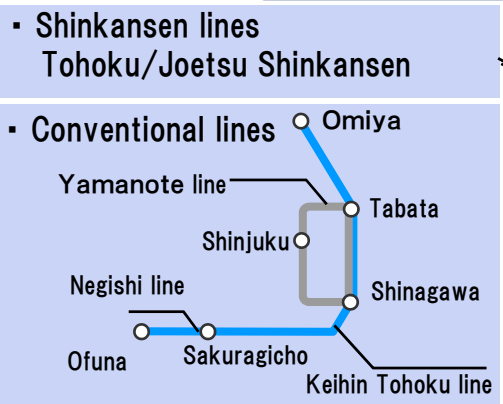 ・ Shinkansen lines
Tohoku/Joetsu Shinkansen
・ Conventional lines
Omiya
Yamanote line
Tabata
Shinjuku
Negishi line
Shinagawa
Ofuna
Sakuragicho
Keihin Tohoku line